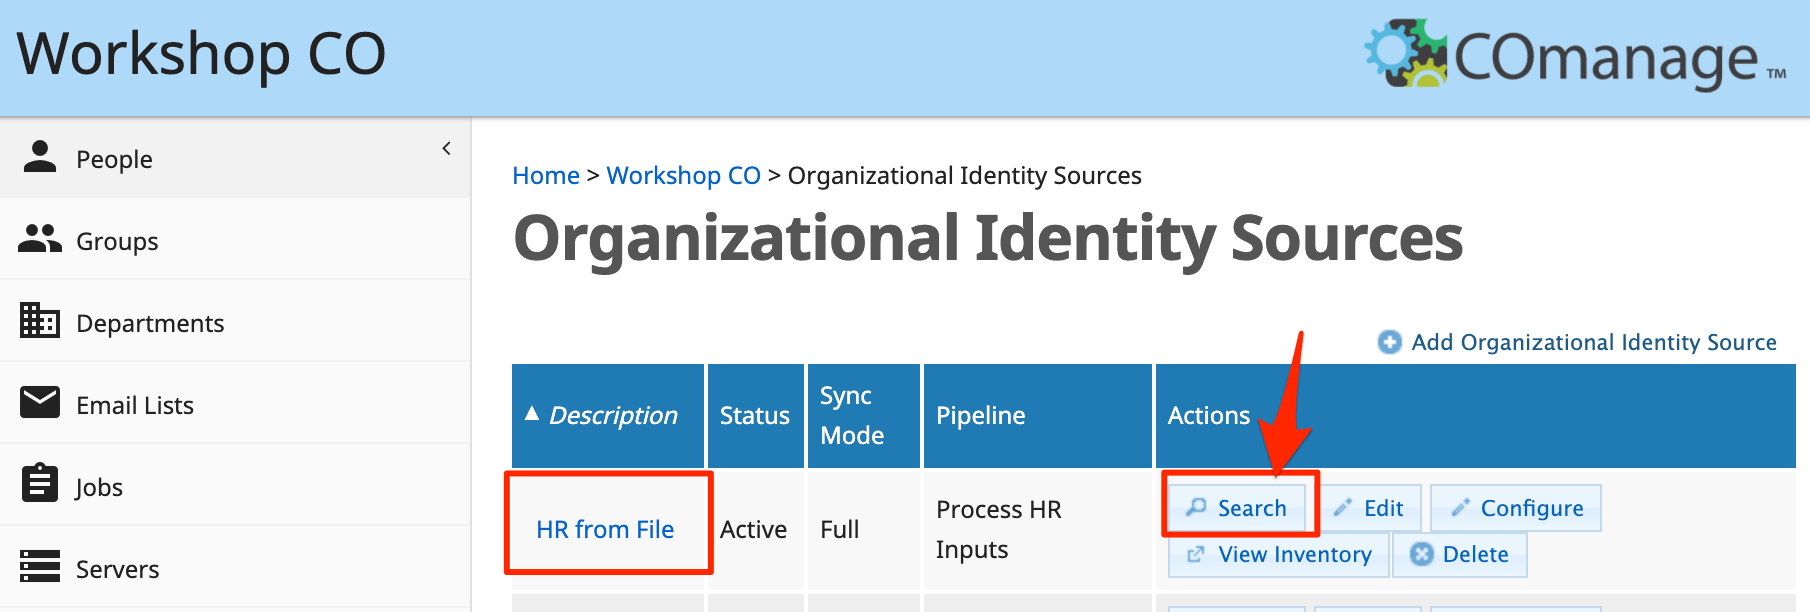 Workshop CO
COmanage TM
People
Groups
Departments
Email Lists
Jobs
Servers
Home > Workshop CO > Organizational Identity Sources
Organizational Identity Sources
Add Organizational Identity Source
▲ Description
Status
Sync
Mode
Pipeline
Actions
HR from File
Active
Full
Process HR
Inputs
Search
Edit
Configure
View Inventory
Delete